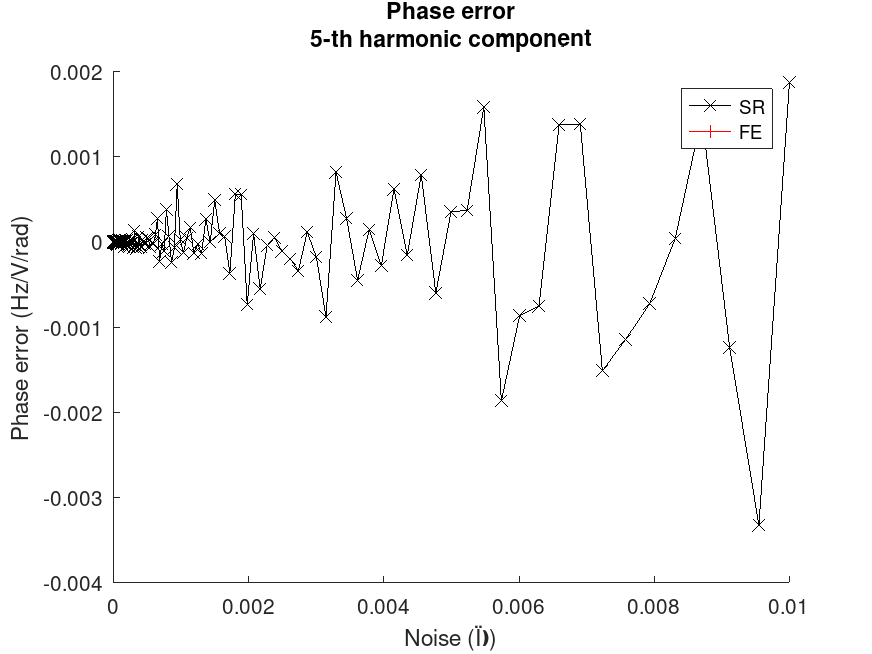 Phase error
5-th harmonic component
0.002
0.001
0
-0.001
-0.002
-0.003
-0.004
Phase error (Hz/V/rad)
SR
FE
0
0.002
0.004
0.006
0.008
0.01
Noise